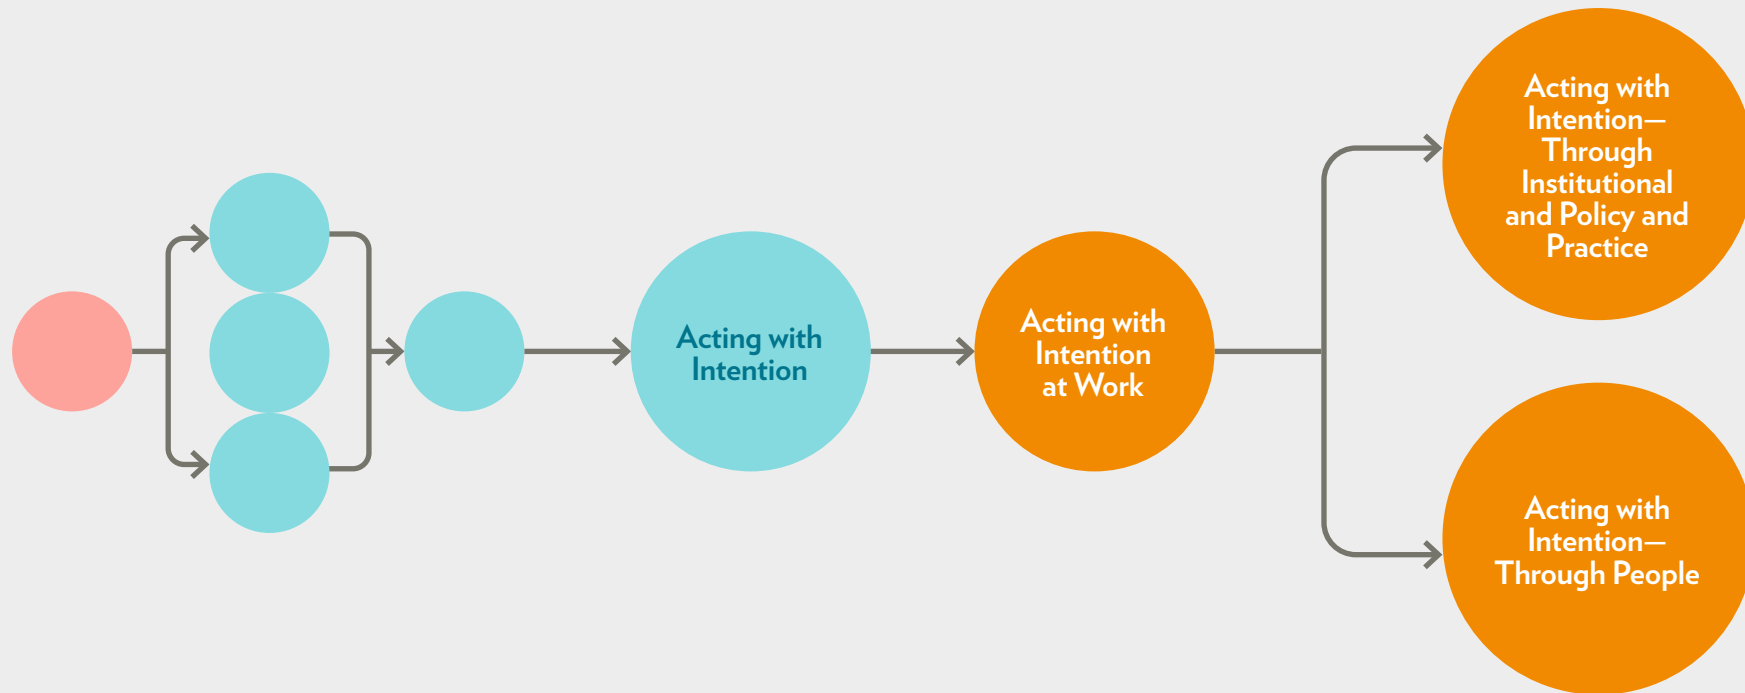 Acting with
Intention
Acting with
Intention
at Work
Acting with
Intention—
Through
Institutional
and Policy and
Practice
Acting with
Intention—
Through People